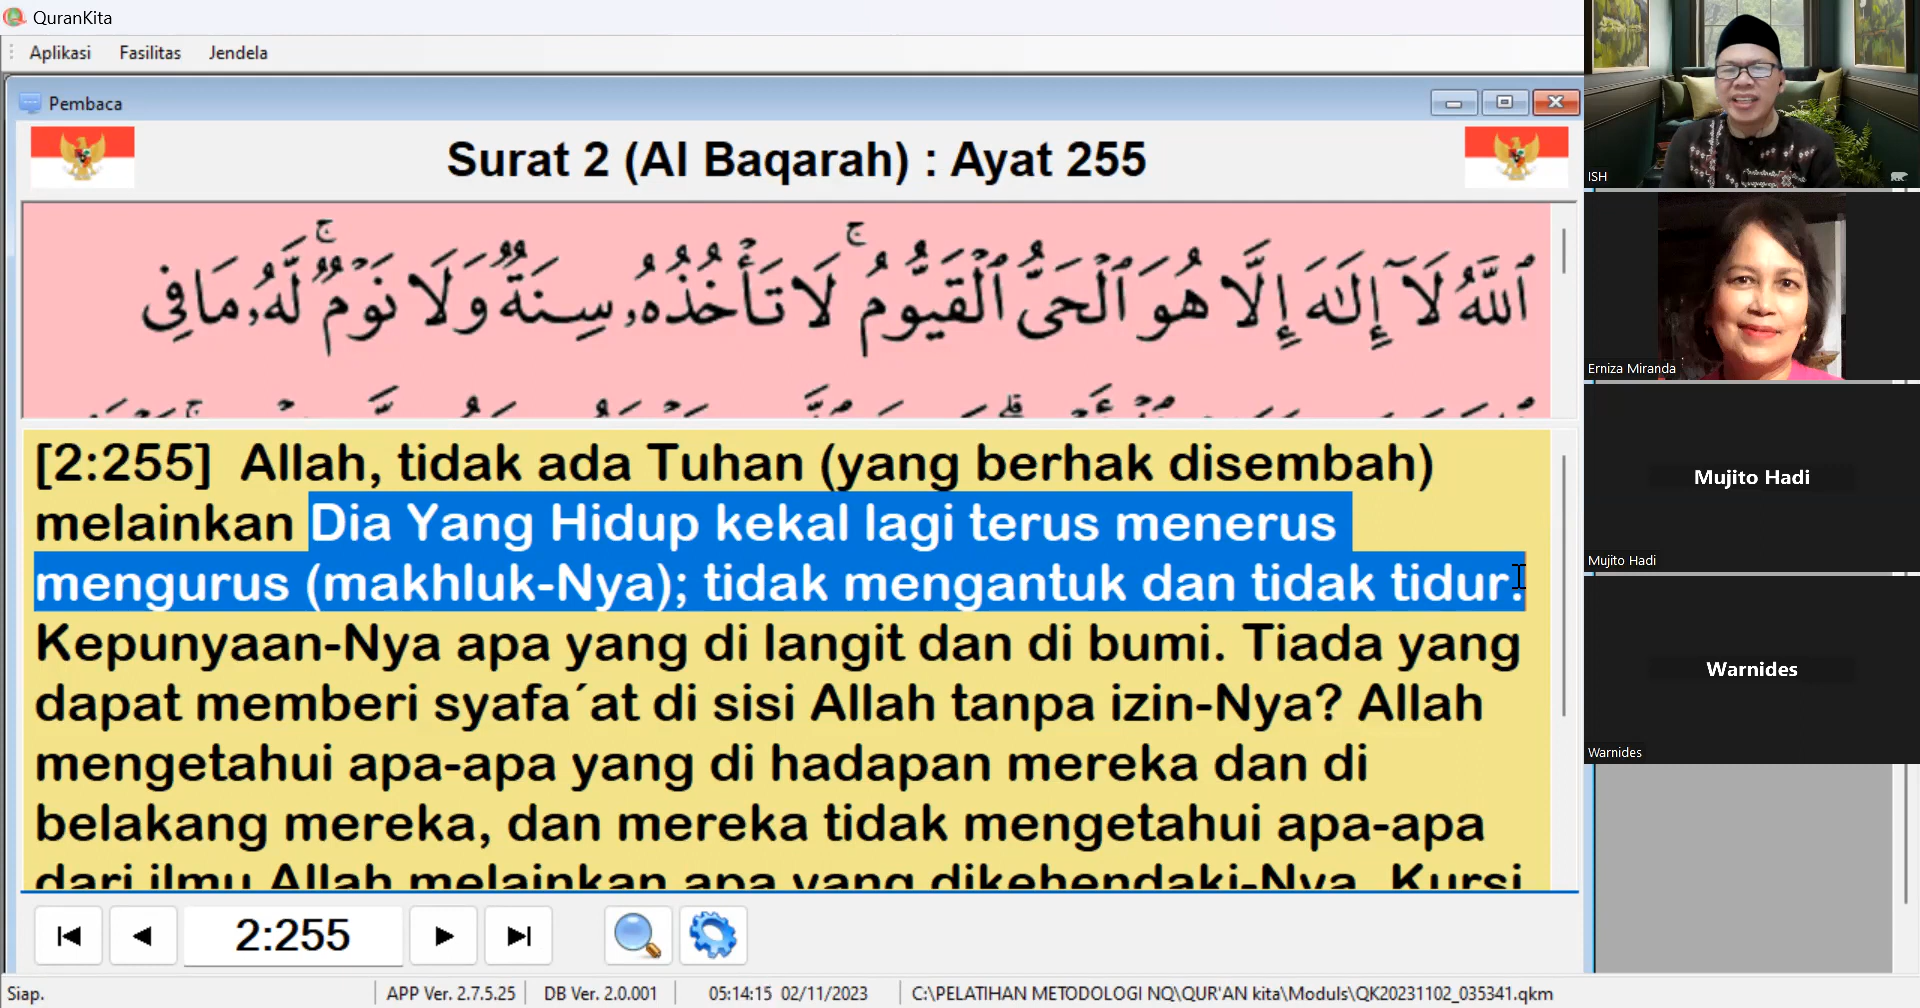 QuranKita
Aplikasi Fasilitas Jendela
Pembaca
Surat 2 (Al Baqarah) : Ayat 255
ٱللَّهُ لَآ إِلَٰهَ إِلَّا هُوَ ٱلْحَىُّ ٱلْقَيُّومُ ۚ لَا تَأْخُذُهُۥ سِنَةٌ وَلَا نَوْمٌ ۚ لَّهُۥ مَا فِى
[2:255] Allah, tidak ada Tuhan (yang berhak disembah)
melainkan Dia Yang Hidup kekal lagi terus menerus
mengurus (makhluk-Nya); tidak mengantuk dan tidak tidur.
Kepunyaan-Nya apa yang di langit dan di bumi. Tiada yang
dapat memberi syafa´at di sisi Allah tanpa izin-Nya? Allah
mengetahui apa-apa yang di hadapan mereka dan di
belakang mereka, dan mereka tidak mengetahui apa-apa
dari ilmu Allah melainkan apa yang dikehendaki-Nya. Kursi
2:255
Siap. APP Ver. 2.7.5.25 DB Ver. 2.0.001 05:14:15 02/11/2023 C:\PELATIHAN METODOLOGI NQ\QUR'AN kita\Moduls\QK20231102_035341.qkm
ISH
Erniza Miranda
Mujito Hadi
Mujito Hadi
Warnides
Warnides